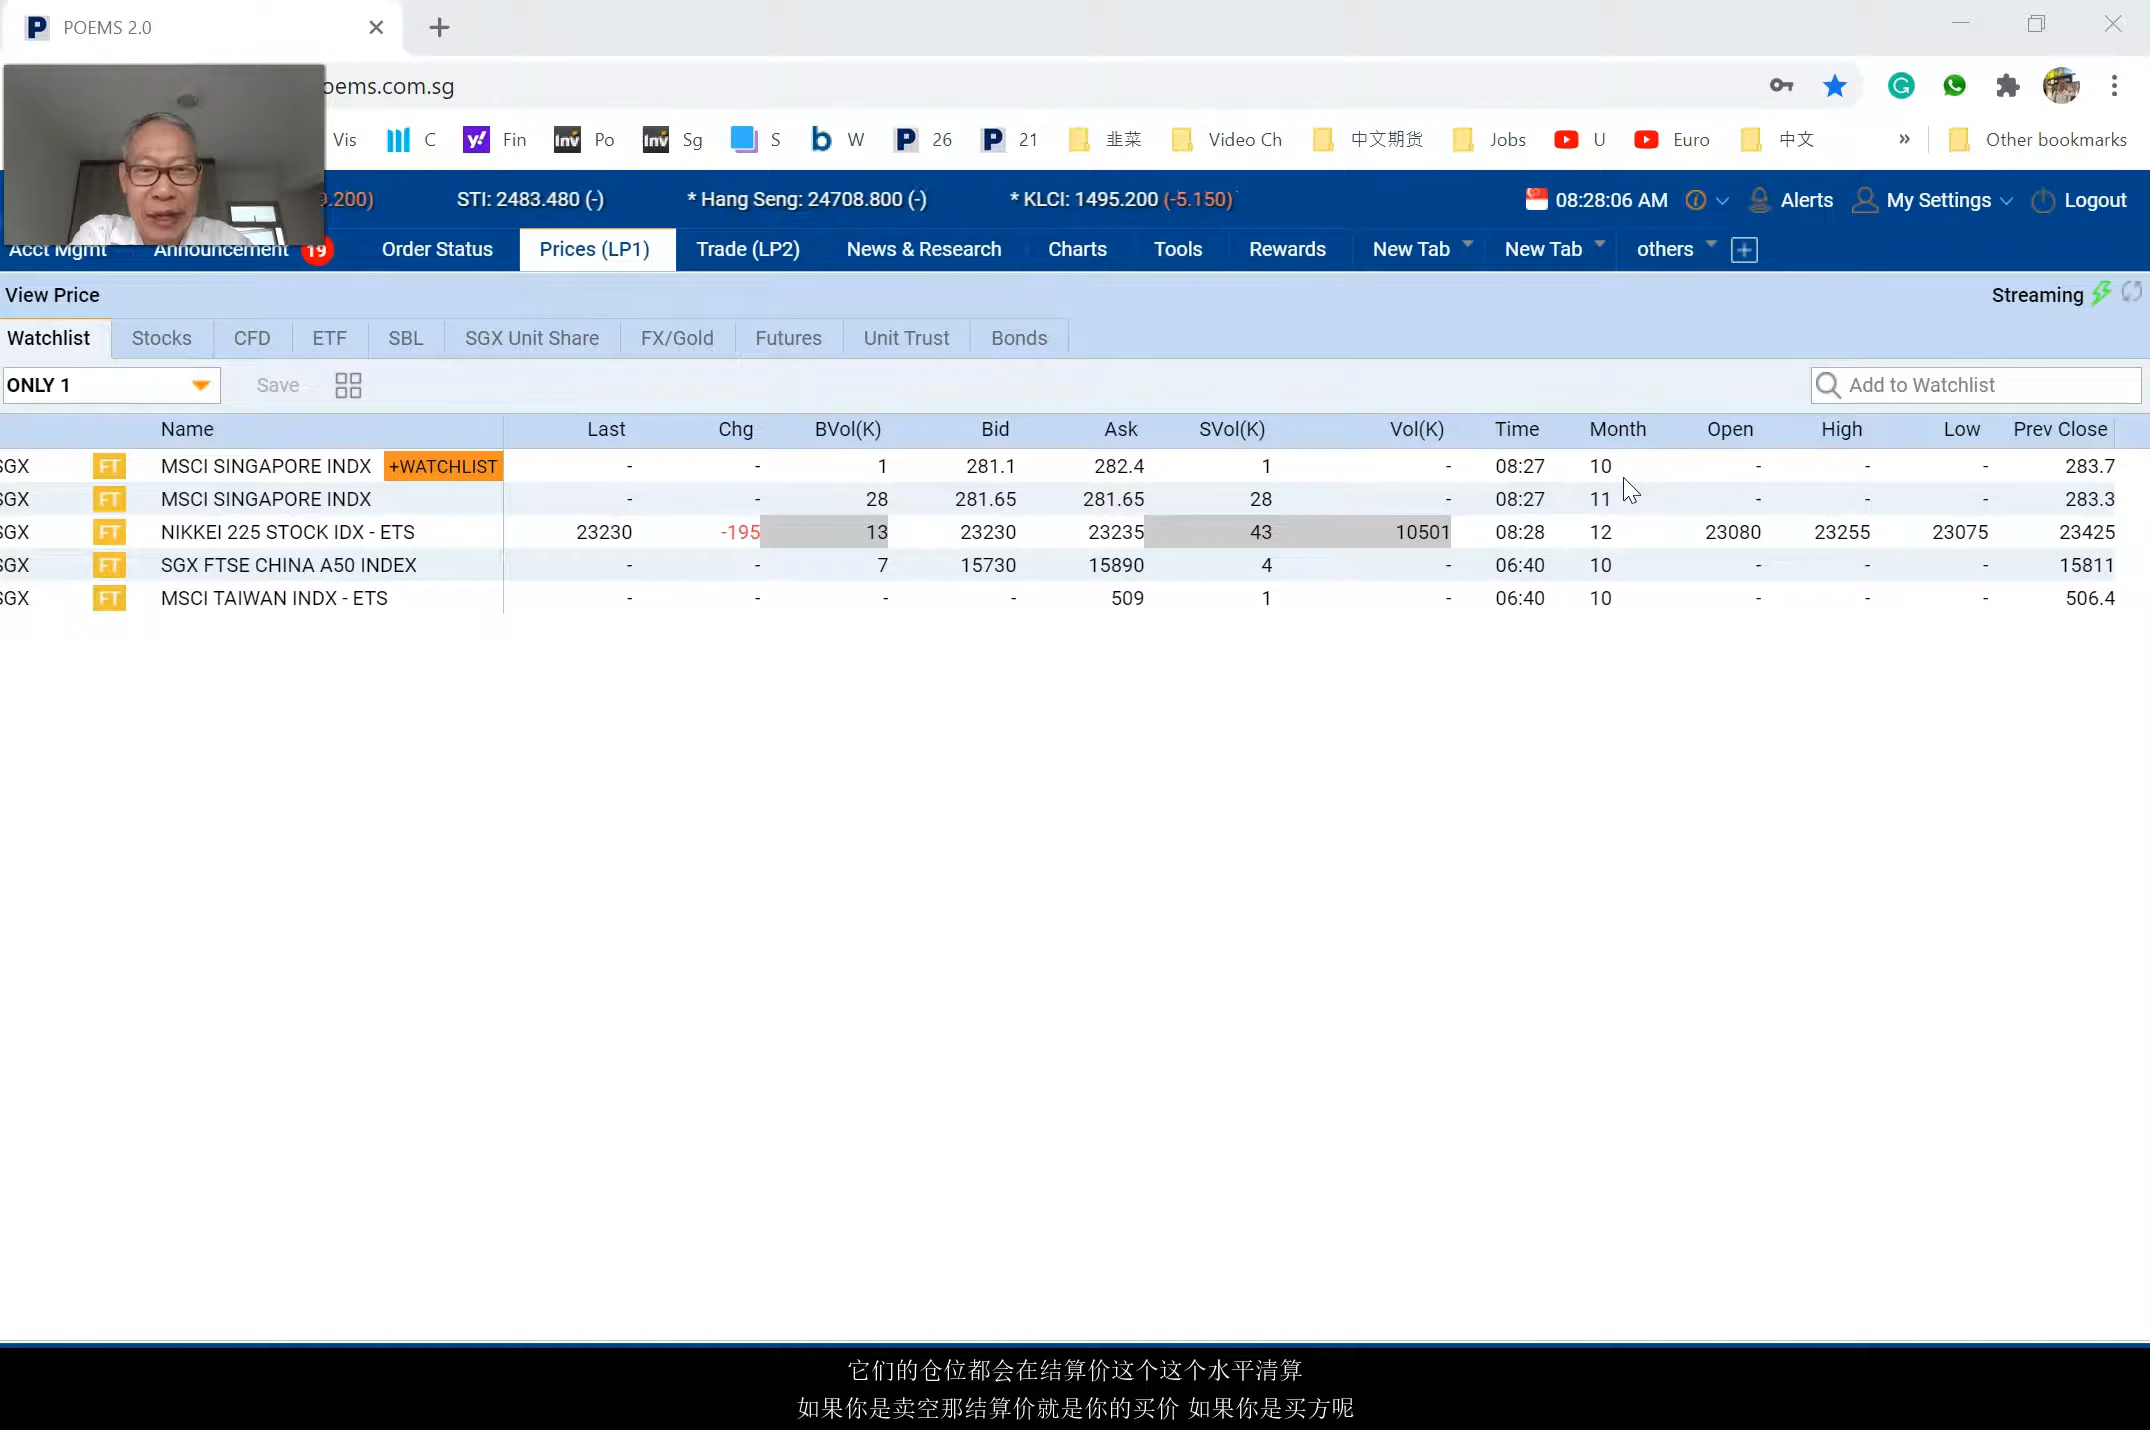 POEMS 2.0
oems.com.sg
Vis C Fin Po Sg S W 26 21 韭菜 Video Ch 中文期货 Jobs U Euro 中文 » Other bookmarks
9.200) STI: 2483.480 (-) * Hang Seng: 24708.800 (-) * KLCI: 1495.200 (-5.150) 08:28:06 AM Alerts My Settings Logout
Acct Mgmt Announcement 19 Order Status Prices (LP1) Trade (LP2) News & Research Charts Tools Rewards New Tab New Tab others
View Price Streaming
Watchlist Stocks CFD ETF SBL SGX Unit Share FX/Gold Futures Unit Trust Bonds
ONLY 1 Save Add to Watchlist
Name Last Chg BVol(K) Bid Ask SVol(K) Vol(K) Time Month Open High Low Prev Close
SGX FT MSCI SINGAPORE INDX +WATCHLIST - - 1 281.1 282.4 1 - 08:27 10 - - - 283.7
SGX FT MSCI SINGAPORE INDX - - 28 281.65 281.65 28 - 08:27 11 - - - 283.3
SGX FT NIKKEI 225 STOCK IDX - ETS 23230 -195 13 23230 23235 43 10501 08:28 12 23080 23255 23075 23425
SGX FT SGX FTSE CHINA A50 INDEX - - 7 15730 15890 4 - 06:40 10 - - - 15811
SGX FT MSCI TAIWAN INDX - ETS - - - - 509 1 - 06:40 10 - - - 506.4
它们的仓位都会在结算价这个这个水平清算
如果你是卖空那结算价就是你的买价 如果你是买方呢